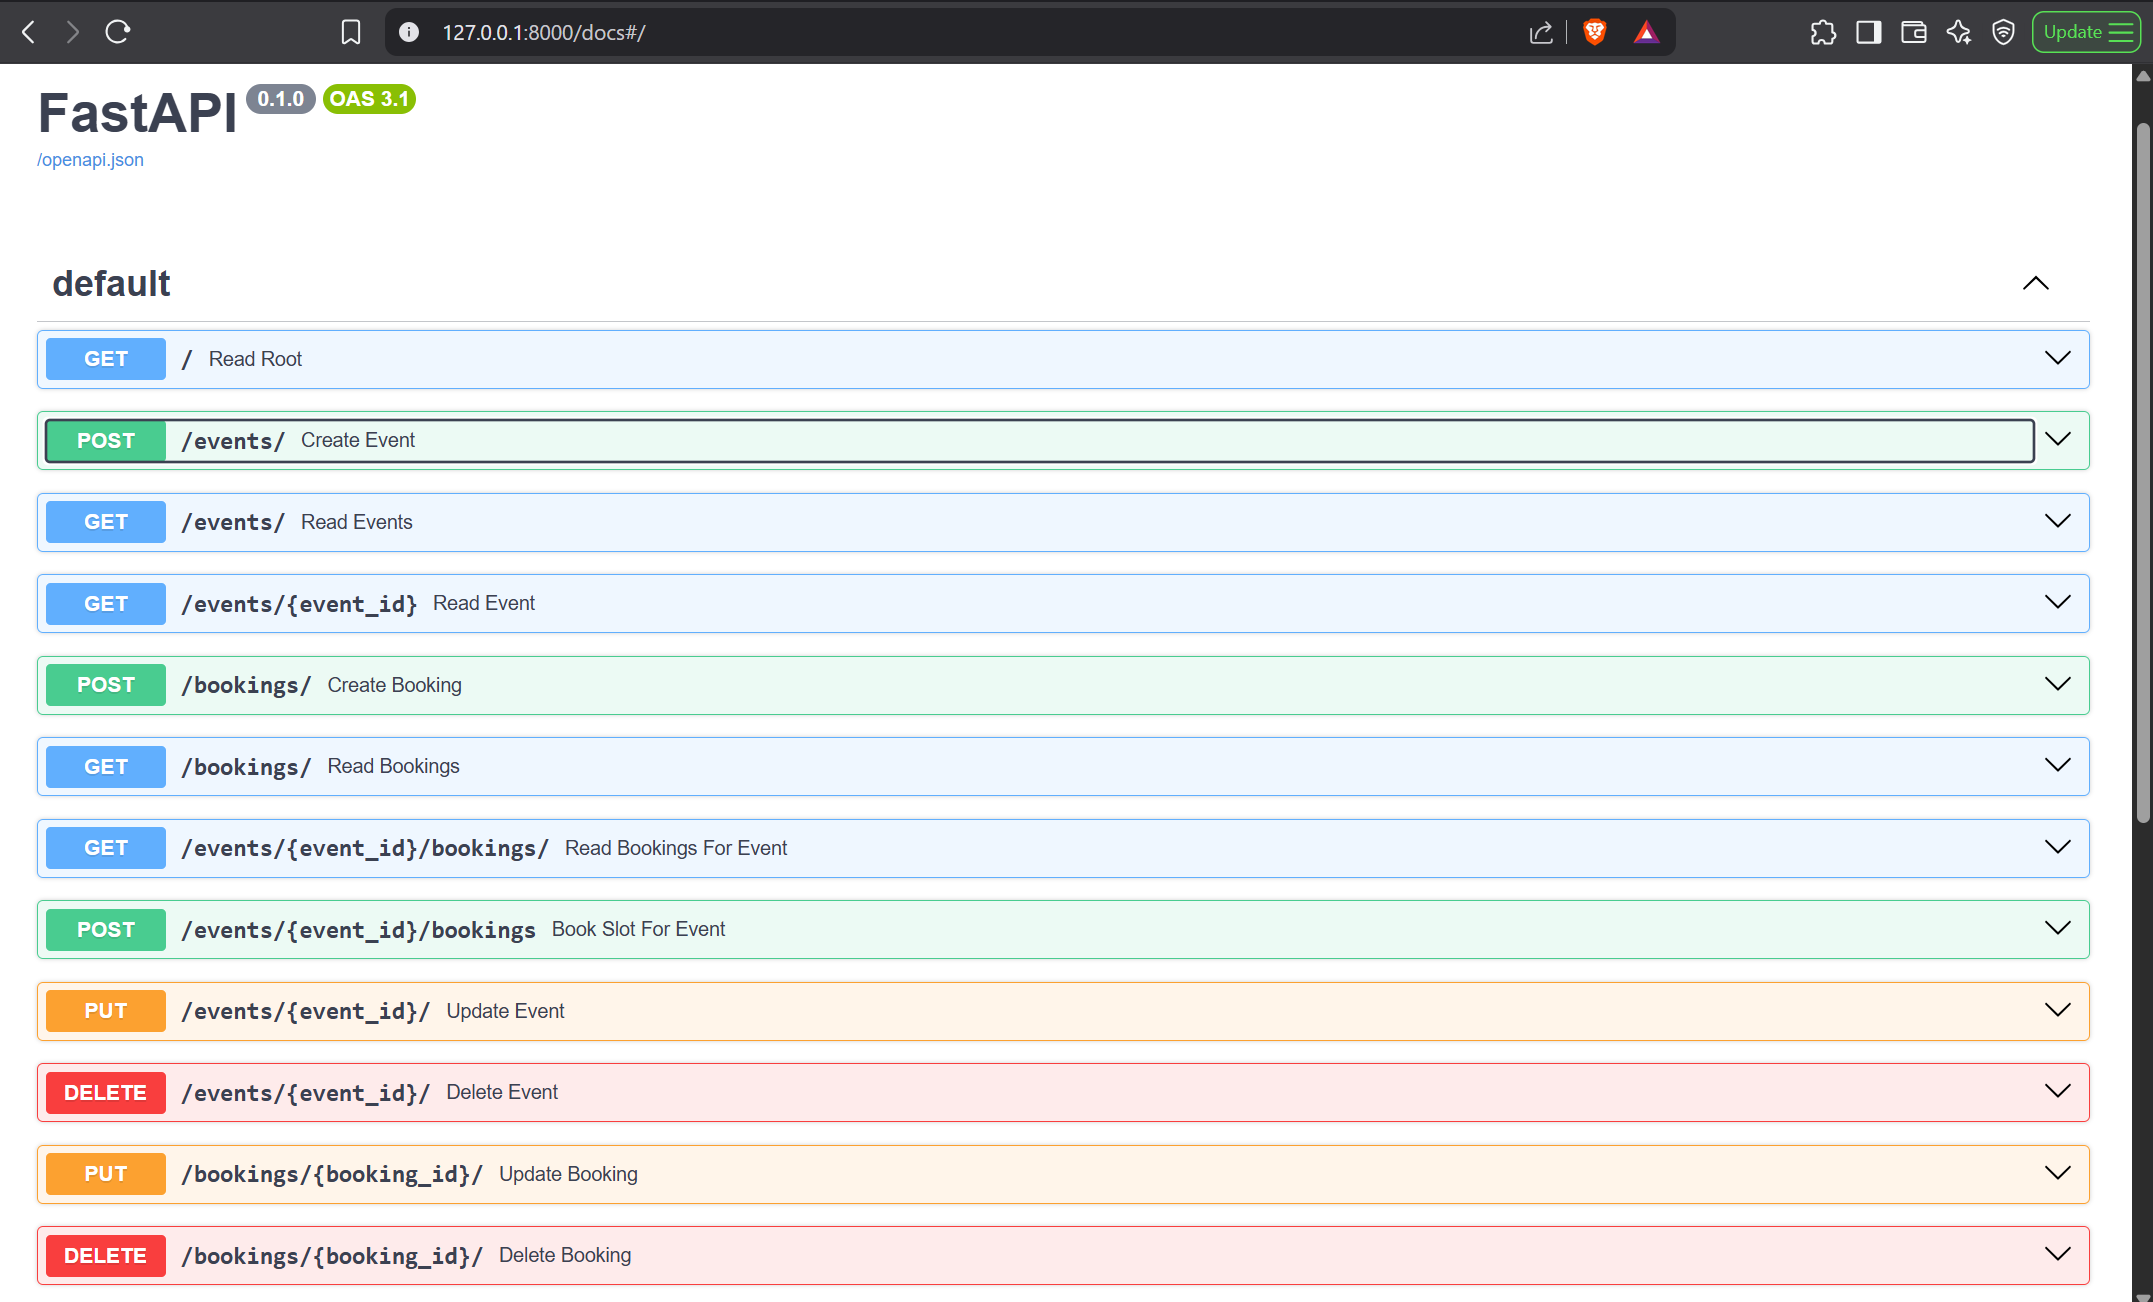 127.0.0.1:8000/docs#/
Update
FastAPI 0.1.0 OAS 3.1
/openapi.json
default
GET / Read Root
POST /events/ Create Event
GET /events/ Read Events
GET /events/{event_id} Read Event
POST /bookings/ Create Booking
GET /bookings/ Read Bookings
GET /events/{event_id}/bookings/ Read Bookings For Event
POST /events/{event_id}/bookings Book Slot For Event
PUT /events/{event_id}/ Update Event
DELETE /events/{event_id}/ Delete Event
PUT /bookings/{booking_id}/ Update Booking
DELETE /bookings/{booking_id}/ Delete Booking